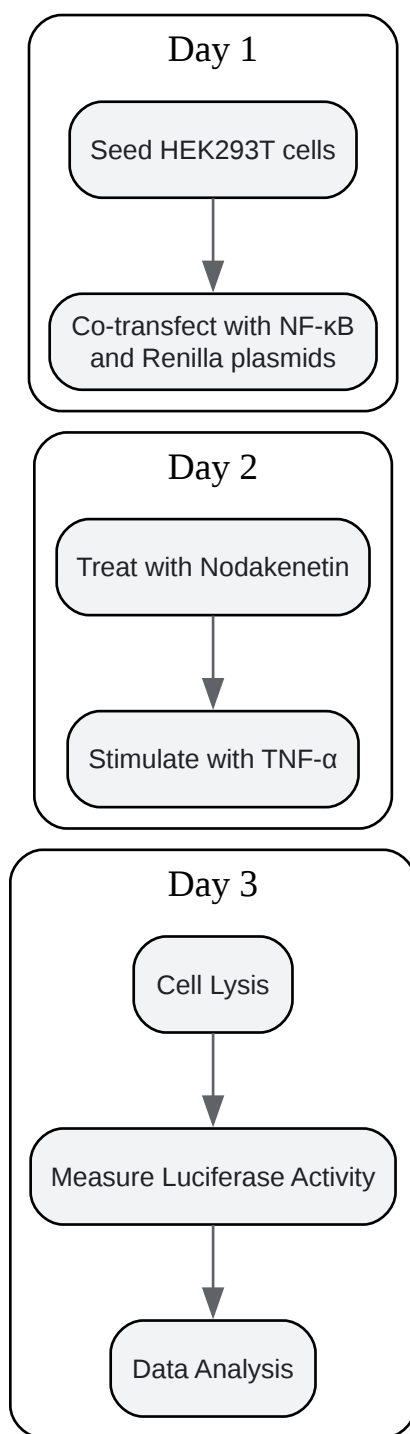 Day 1
Seed HEK293T cells
Co-transfect with NF-κB
and Renilla plasmids
Day 2
Treat with Nodakenetin
Stimulate with TNF-α
Day 3
Cell Lysis
Measure Luciferase Activity
Data Analysis